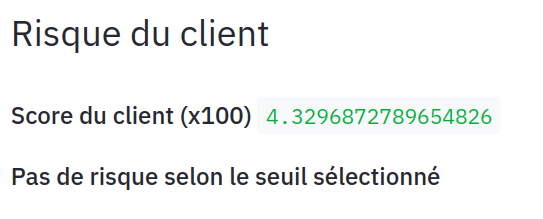 Risque du client
Score du client (x100) 4.3296872789654826
Pas de risque selon le seuil sélectionné